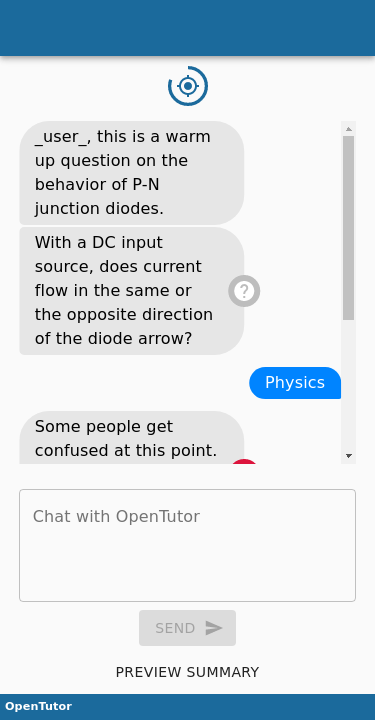 _user_, this is a warm
up question on the
behavior of P-N
junction diodes.
With a DC input
source, does current
flow in the same or
the opposite direction
of the diode arrow?
Physics
Some people get
confused at this point.
Chat with OpenTutor
SEND
PREVIEW SUMMARY
OpenTutor